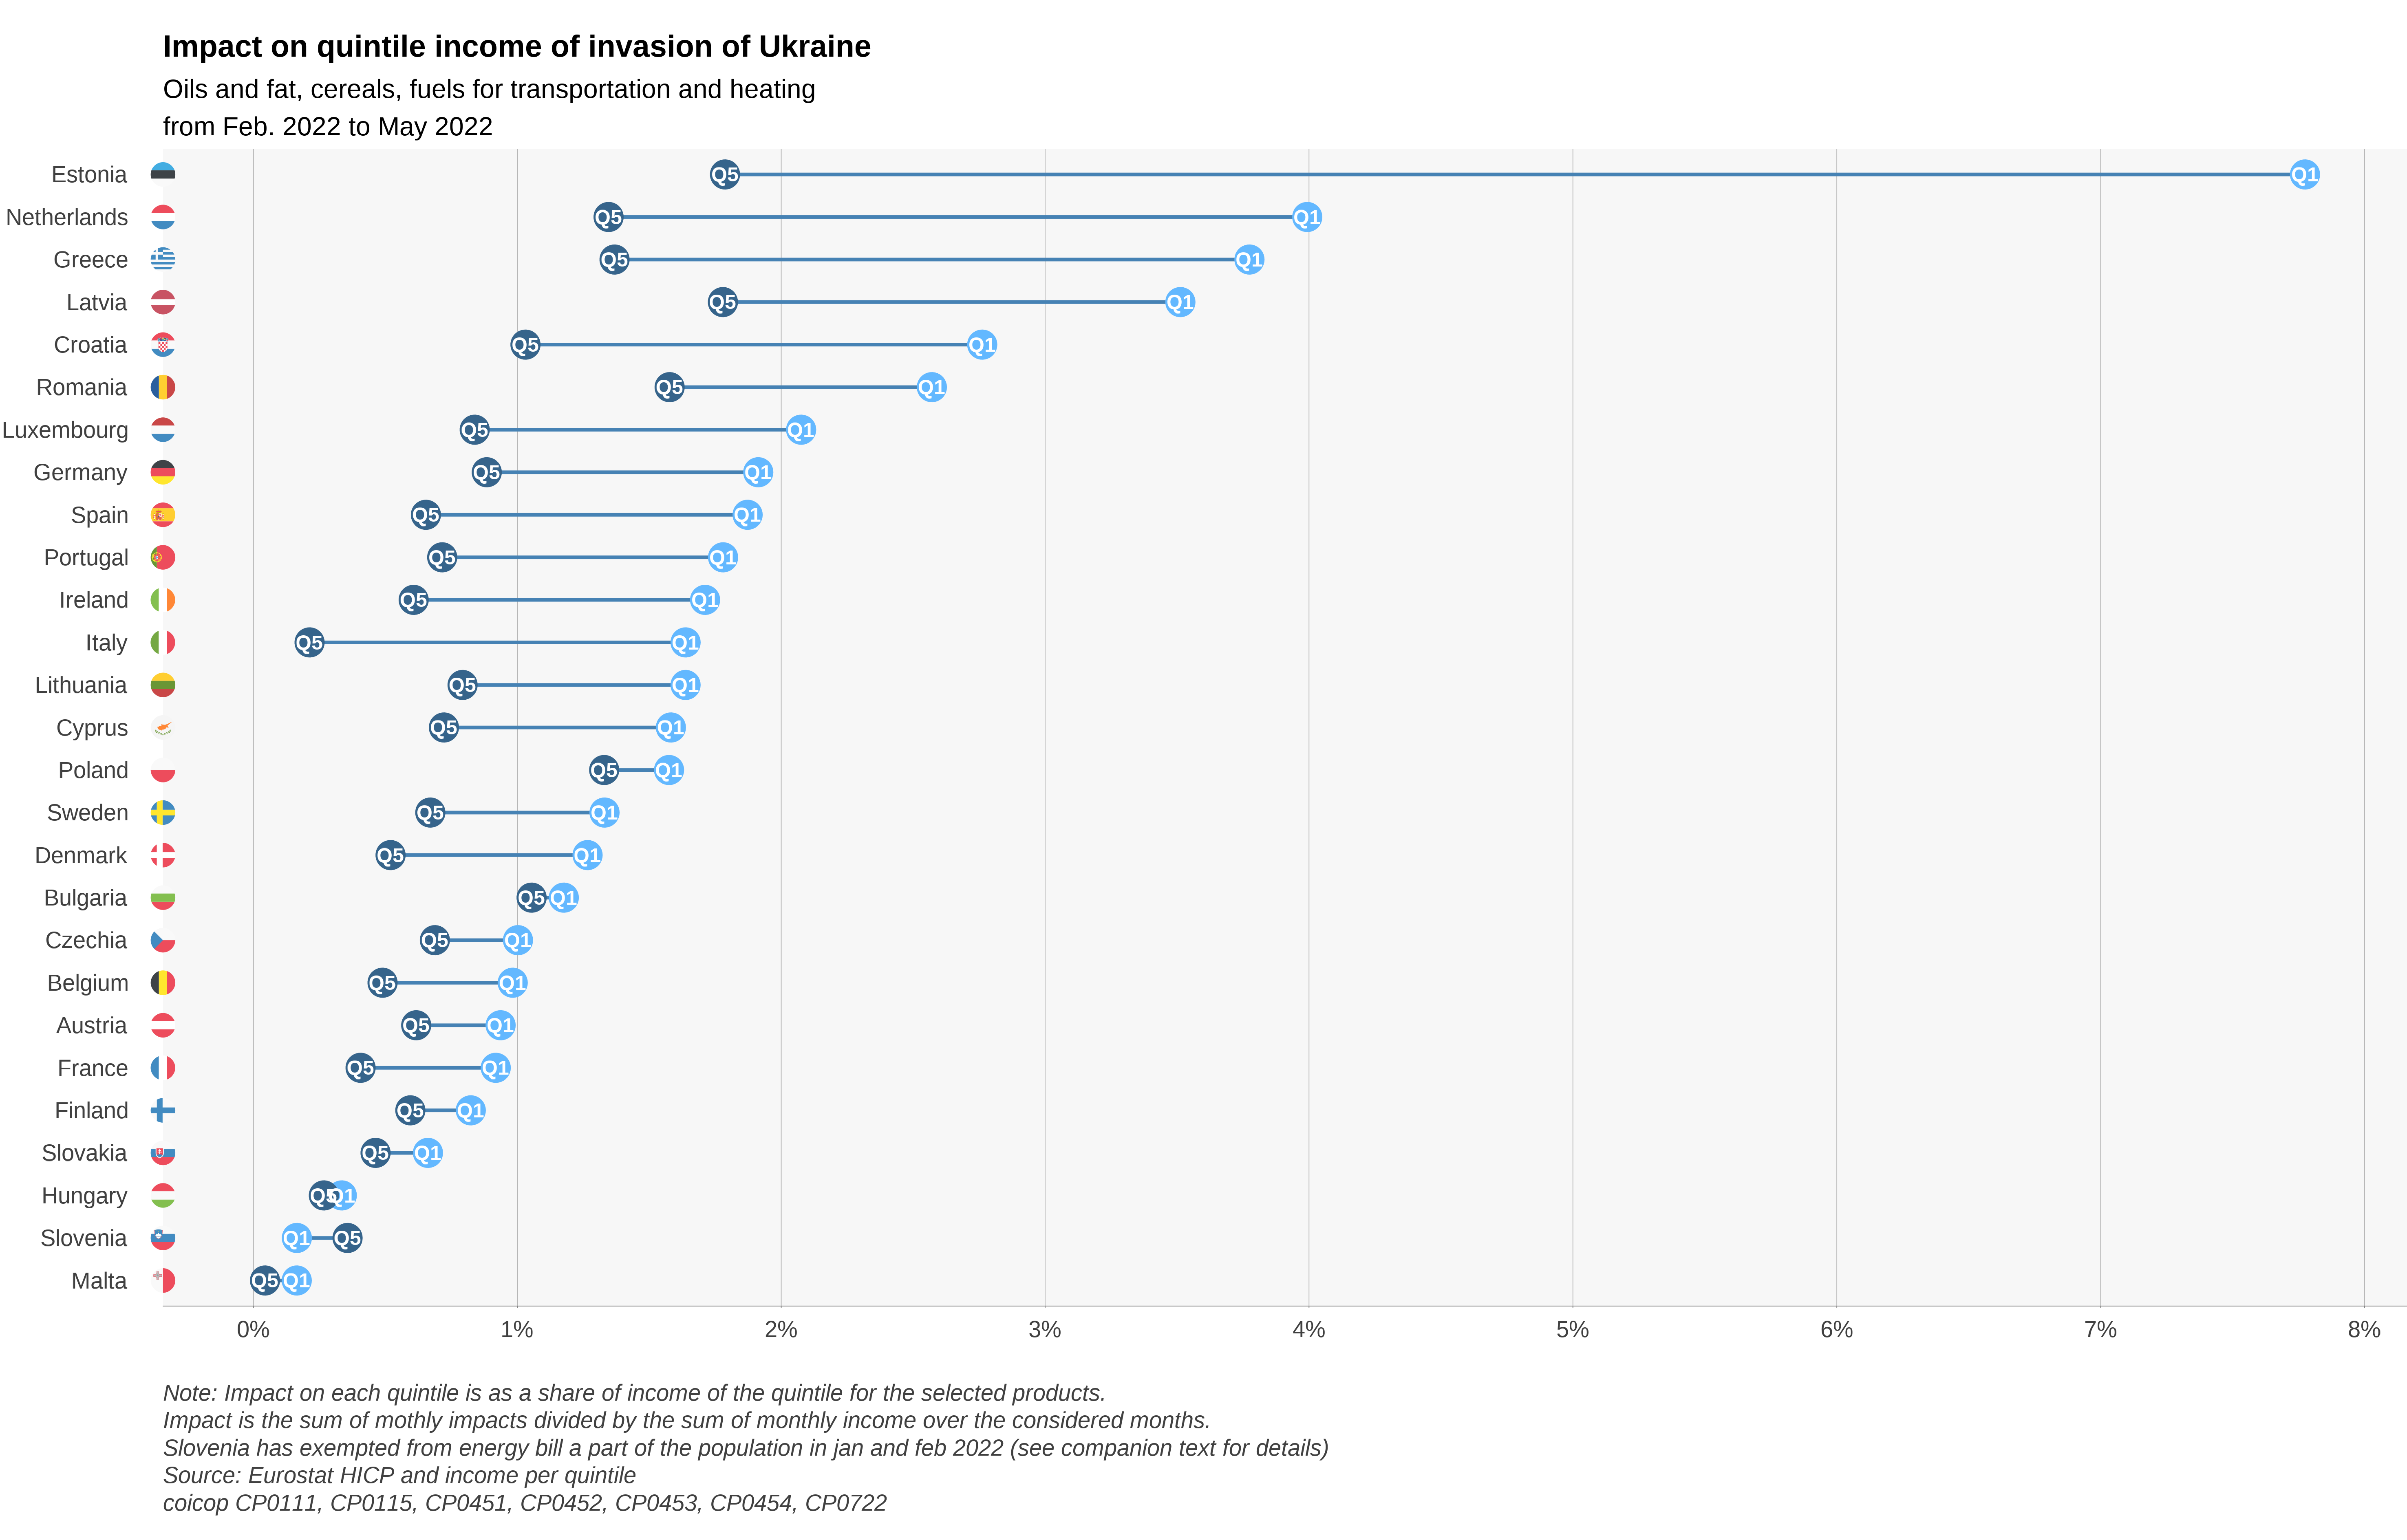 Impact on quintile income of invasion of Ukraine
Oils and fat, cereals, fuels for transportation and heating
from Feb. 2022 to May 2022
Estonia Q5 Q1
Netherlands Q5 Q1
Greece Q5 Q1
Latvia Q5 Q1
Croatia Q5 Q1
Romania Q5 Q1
Luxembourg Q5 Q1
Germany Q5 Q1
Spain Q5 Q1
Portugal Q5 Q1
Ireland Q5 Q1
Italy Q5 Q1
Lithuania Q5 Q1
Cyprus Q5 Q1
Poland Q5 Q1
Sweden Q5 Q1
Denmark Q5 Q1
Bulgaria Q5 Q1
Czechia Q5 Q1
Belgium Q5 Q1
Austria Q5 Q1
France Q5 Q1
Finland Q5 Q1
Slovakia Q5 Q1
Hungary Q5 Q1
Slovenia Q1 Q5
Malta Q5 Q1
0% 1% 2% 3% 4% 5% 6% 7% 8%
Note: Impact on each quintile is as a share of income of the quintile for the selected products.
Impact is the sum of mothly impacts divided by the sum of monthly income over the considered months.
Slovenia has exempted from energy bill a part of the population in jan and feb 2022 (see companion text for details)
Source: Eurostat HICP and income per quintile
coicop CP0111, CP0115, CP0451, CP0452, CP0453, CP0454, CP0722